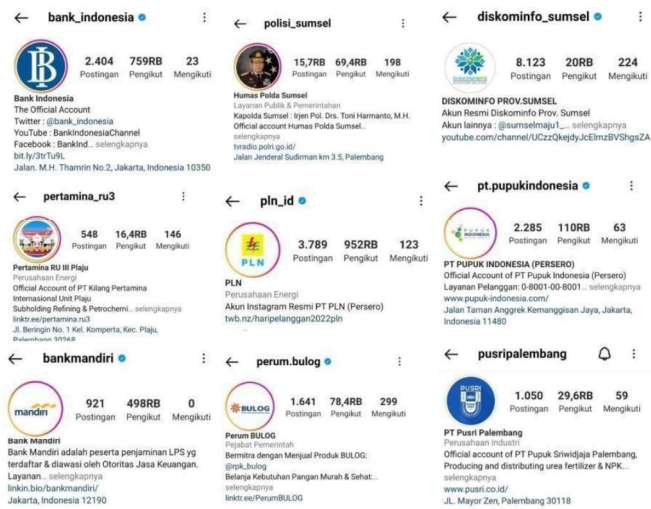 bank_indonesia
2.404 759RB 23
Postingan Pengikut Mengikuti
Bank Indonesia
The Official Account
Twitter : @bank_indonesia
YouTube : BankIndonesiaChannel
Facebook : BankInd... selengkapnya
bit.ly/3trTu9L
Jalan. M.H. Thamrin No.2, Jakarta, Indonesia 10350
polisi_sumsel
15,7RB 69,4RB 198
Postingan Pengikut Mengikuti
Humas Polda Sumsel
Layanan Publik & Pemerintahan
Kapolda Sumsel : Irjen Pol. Drs. Toni Harmanto, M.H.
Official account Humas Polda Sumsel...
selengkapnya
tvradio.polri.go.id/
Jalan Jenderal Sudirman km 3.5, Palembang
diskominfo_sumsel
8.123 20RB 224
Postingan Pengikut Mengikuti
DISKOMINFO PROV.SUMSEL
Akun Resmi Diskominfo Prov. Sumsel
Akun lainnya : @sumselmaju1_... selengkapnya
youtube.com/channel/UCzzQkejdyJcElmzBVShgsZA
pertamina_ru3
548 16,4RB 146
Postingan Pengikut Mengikuti
Pertamina RU III Plaju
Perusahaan Energi
Official Account of PT Kilang Pertamina
Internasional Unit Plaju
Subholding Refining & Petrochemi... selengkapnya
linktr.ee/pertamina.ru3
Jl. Beringin No. 1 Kel. Komperta, Kec. Plaju,
Palembang 30268
pln_id
PLN
3.789 952RB 123
Postingan Pengikut Mengikuti
PLN
Perusahaan Energi
Akun Instagram Resmi PT PLN (Persero)
twb.nz/haripelanggan2022pln
pt.pupukindonesia
PUPUK INDONESIA
2.285 110RB 63
Postingan Pengikut Mengikuti
PT PUPUK INDONESIA (PERSERO)
Official Account of PT Pupuk Indonesia (Persero)
Layanan Pelanggan: 0-8001-00-8001... selengkapnya
www.pupuk-indonesia.com/
Jalan Taman Anggrek Kemanggisan Jaya, Jakarta,
Indonesia 11480
bankmandiri
mandiri
921 498RB 0
Postingan Pengikut Mengikuti
Bank Mandiri
Bank Mandiri adalah peserta penjaminan LPS yg
terdaftar & diawasi oleh Otoritas Jasa Keuangan.
Layanan... selengkapnya
linkin.bio/bankmandiri/
Jakarta, Indonesia 12190
perum.bulog
BULOG
1.641 78,4RB 299
Postingan Pengikut Mengikuti
Perum BULOG
Pejabat Pemerintah
Bermitra dengan Menjual Produk BULOG:
@rpk_bulog
Belanja Kebutuhan Pangan Murah & Sehat:...
selengkapnya
linktr.ee/PerumBULOG
pusripalembang
PUSRI
1.050 29,6RB 59
Postingan Pengikut Mengikuti
PT Pusri Palembang
Perusahaan Industri
Official account of PT Pupuk Sriwidjaja Palembang,
Producing and distributing urea fertilizer & NPK...
selengkapnya
www.pusri.co.id/
JL. Mayor Zen, Palembang 30118